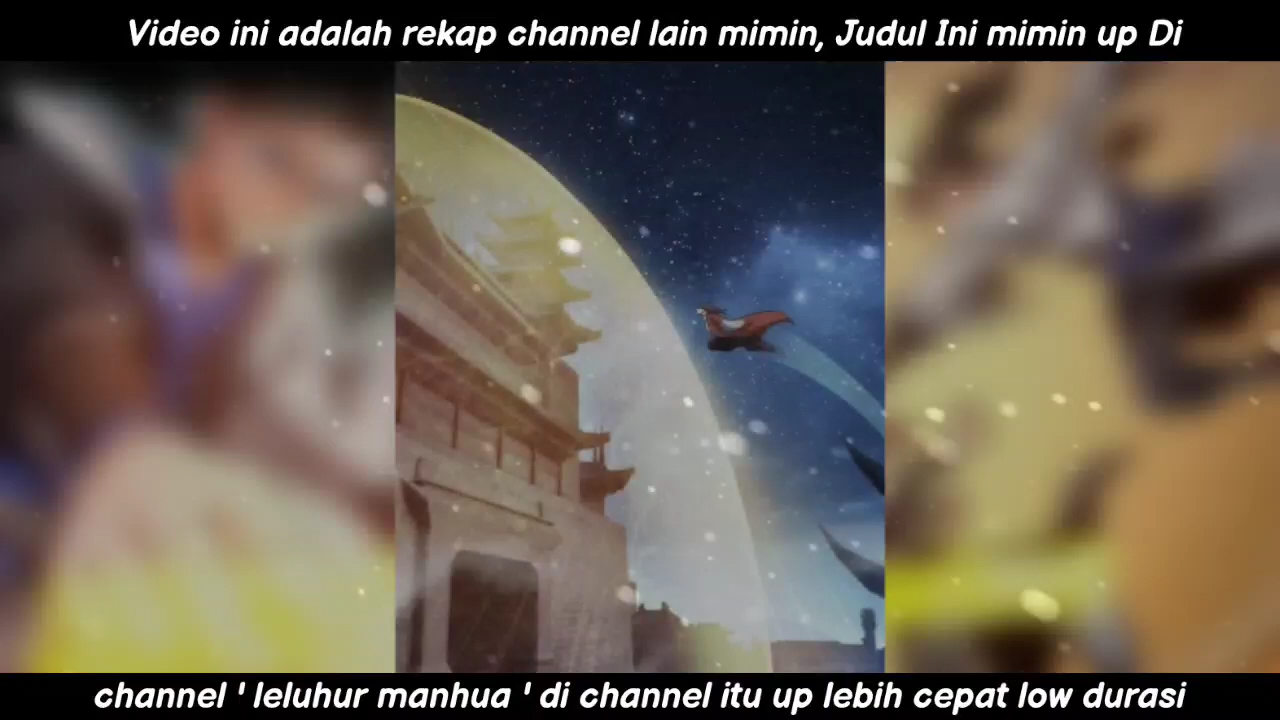 Video ini adalah rekap channel lain mimin, Judul Ini mimin up Di
channel ' leluhur manhua ' di channel itu up lebih cepat low durasi